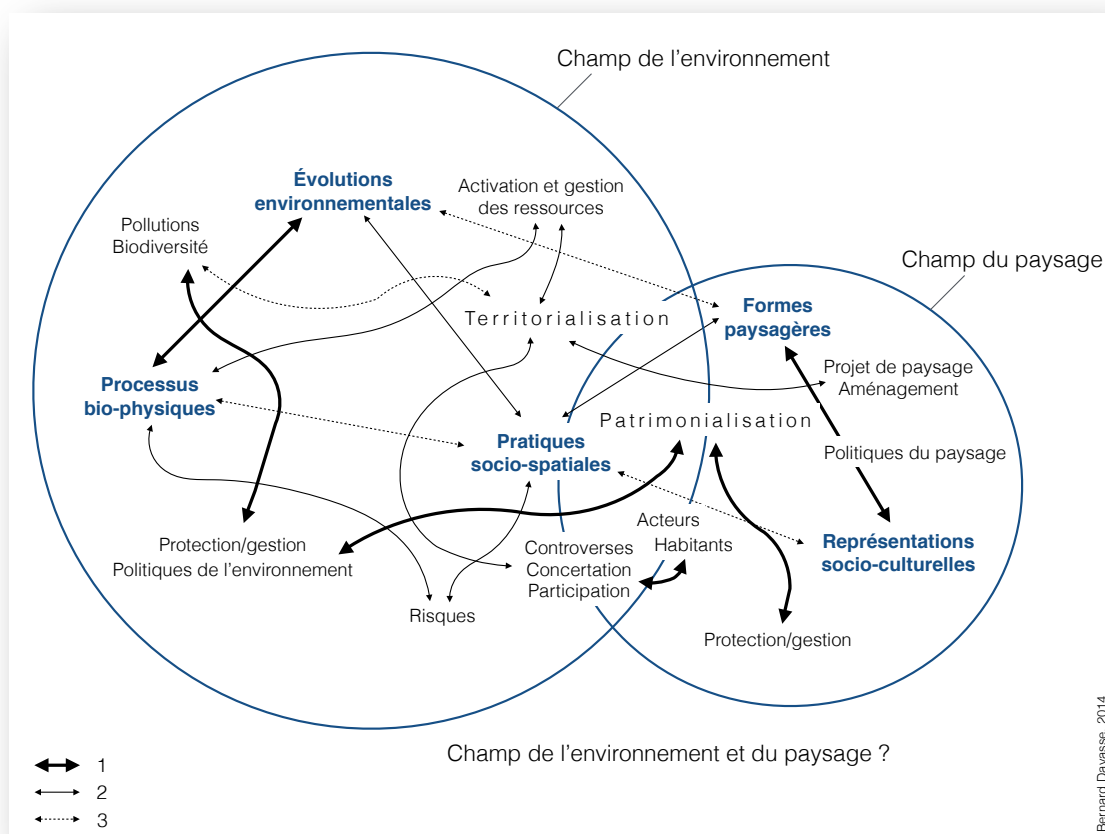 Champ de l'environnement
Évolutions
environnementales
Activation et gestion
des ressources
Pollutions
Biodiversité
Champ du paysage
Territorialisation
Formes
paysagères
Projet de paysage
Aménagement
Processus
bio-physiques
Patrimonialisation
Pratiques
socio-spatiales
Politiques du paysage
Acteurs
Habitants
Protection/gestion
Politiques de l'environnement
Controverses
Concertation
Participation
Représentations
socio-culturelles
Risques
Protection/gestion
Champ de l'environnement et du paysage ?
1
2
3
Bernard Davasse, 2014